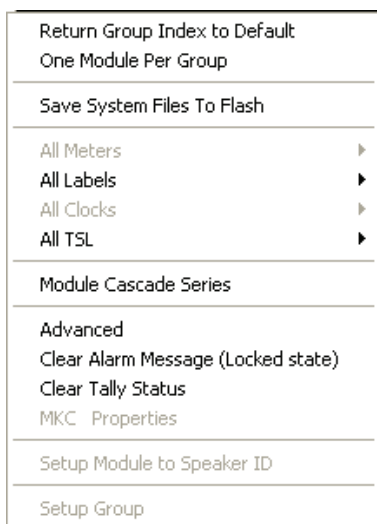 Return Group Index to Default
One Module Per Group
Save System Files To Flash
All Meters
All Labels
All Clocks
All TSL
Module Cascade Series
Advanced
Clear Alarm Message (Locked state)
Clear Tally Status
MKC Properties
Setup Module to Speaker ID
Setup Group